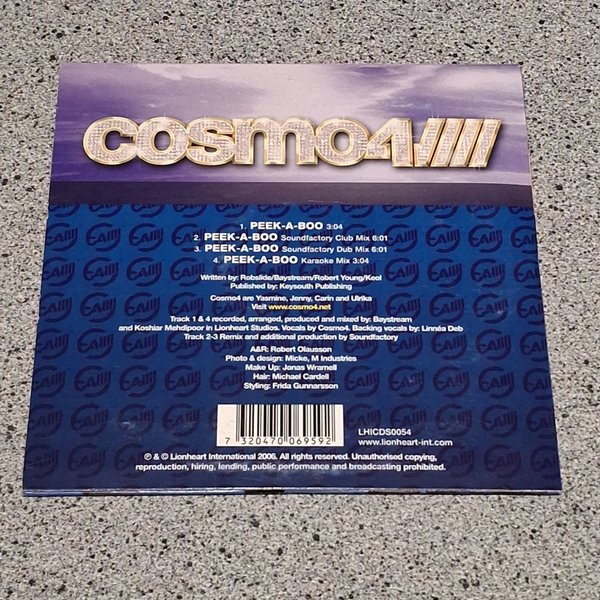 cosmo4////
1. PEEK-A-BOO 3:04
2. PEEK-A-BOO Soundfactory Club Mix 6:01
3. PEEK-A-BOO Soundfactory Dub Mix 6:01
4. PEEK-A-BOO Karaoke Mix 3:04
Written by: Robslide/Baystream/Robert Young/Keol
Published by: Keysouth Publishing
Cosmo4 are Yasmine, Jenny, Carin and Ulrika
Visit www.cosmo4.net
Track 1 & 4 recorded, arranged, produced and mixed by: Baystream
and Koshiar Mehdipoor in Lionheart Studios. Vocals by Cosmo4. Backing vocals by: Linnéa Deb
Track 2-3 Remix and additional production by Soundfactory
A&R: Robert Olausson
Photo & design: Micke, M Industries
Make Up: Jonas Wramell
Hair: Michael Cardell
Styling: Frida Gunnarsson
7 320470 069592
LHICDS0054
www.lionheart-int.com
℗ & © Lionheart International 2006. All rights reserved. Unauthorised copying,
reproduction, hiring, lending, public performance and broadcasting prohibited.